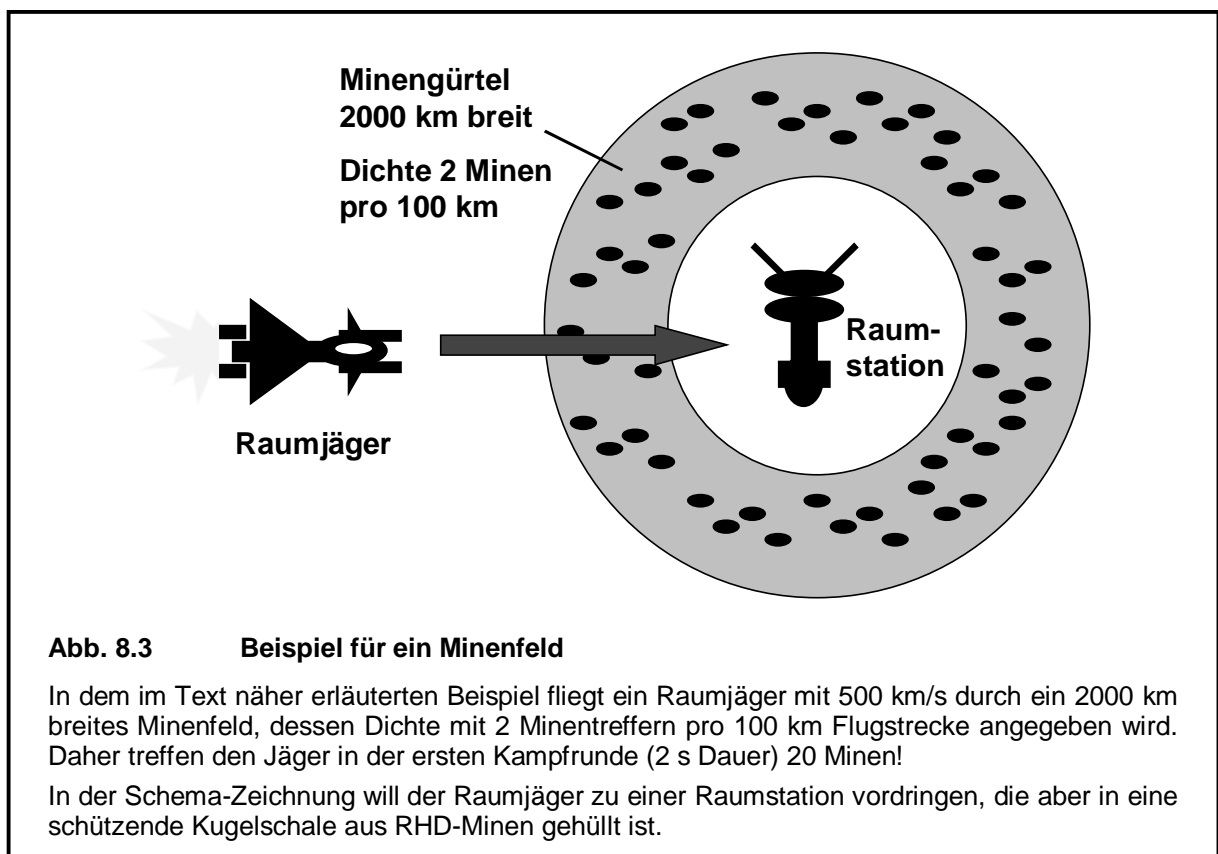 Minengürtel
2000 km breit
Dichte 2 Minen
pro 100 km
Raum-
station
Raumjäger
Abb. 8.3 Beispiel für ein Minenfeld
In dem im Text näher erläuterten Beispiel fliegt ein Raumjäger mit 500 km/s durch ein 2000 km
breites Minenfeld, dessen Dichte mit 2 Minentreffern pro 100 km Flugstrecke angegeben wird.
Daher treffen den Jäger in der ersten Kampfrunde (2 s Dauer) 20 Minen!
In der Schema-Zeichnung will der Raumjäger zu einer Raumstation vordringen, die aber in eine
schützende Kugelschale aus RHD-Minen gehüllt ist.